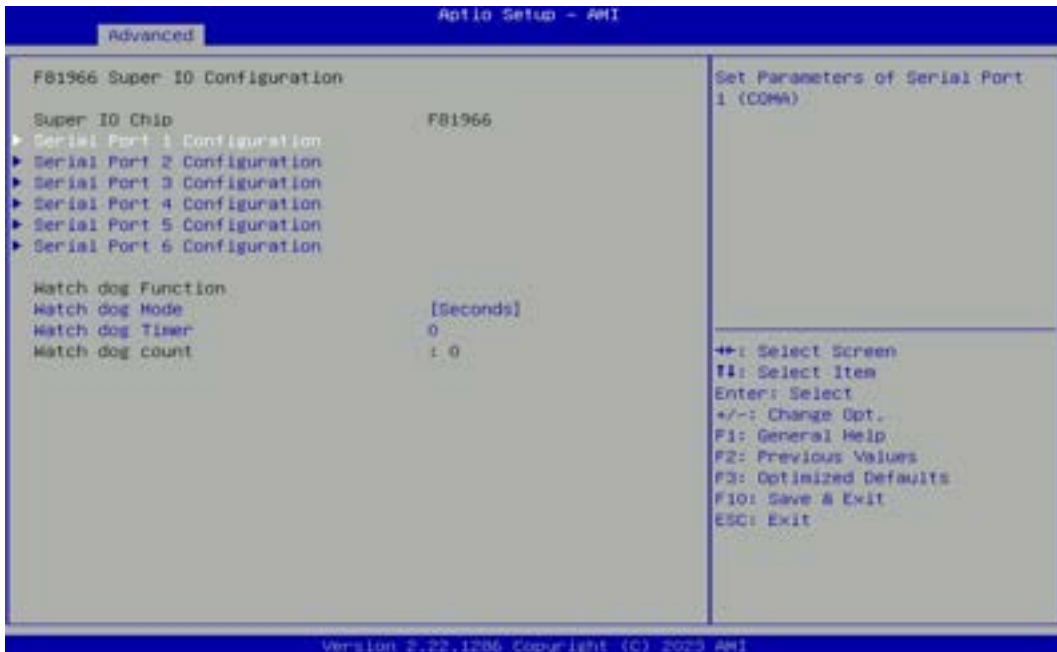 Aptio Setup - AMI
Advanced
F81966 Super IO Configuration
Super IO Chip F81966
Serial Port 1 Configuration
Serial Port 2 Configuration
Serial Port 3 Configuration
Serial Port 4 Configuration
Serial Port 5 Configuration
Serial Port 6 Configuration
Watch dog Function
Watch dog Mode [Seconds]
Watch dog Timer 0
Watch dog count : 0
Set Parameters of Serial Port
1 (COMA)
→←: Select Screen
↑↓: Select Item
Enter: Select
+/-: Change Opt.
F1: General Help
F2: Previous Values
F3: Optimized Defaults
F10: Save & Exit
ESC: Exit
Version 2.22.1286 Copyright (C) 2023 AMI